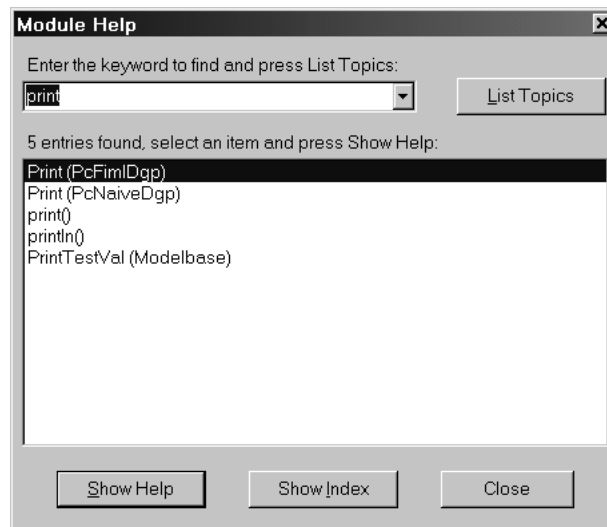 Module Help
Enter the keyword to find and press List Topics:
print
List Topics
5 entries found, select an item and press Show Help:
Print (PcFimlDgp)
Print (PcNaiveDgp)
print()
println()
PrintTestVal (Modelbase)
Show Help
Show Index
Close